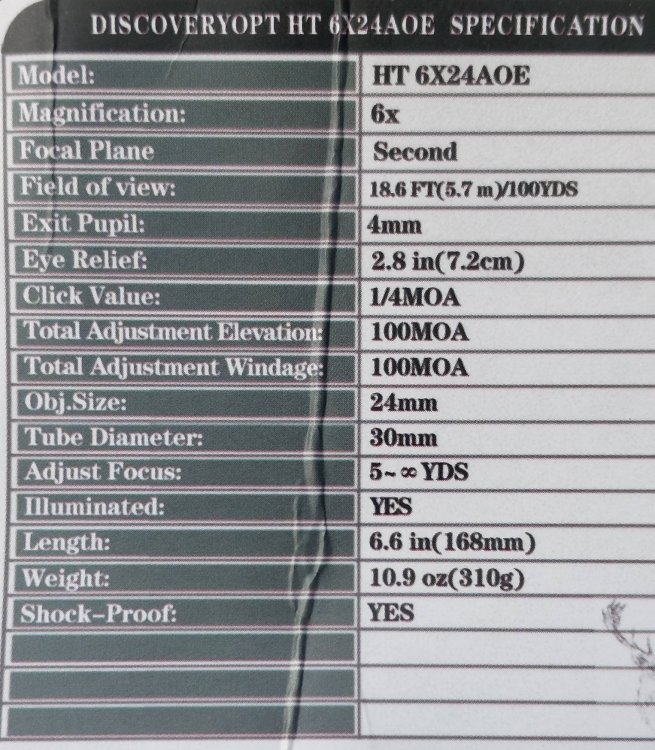 DISCOVERYOPT HT 6X24AOE SPECIFICATION
Model: HT 6X24AOE
Magnification: 6x
Focal Plane Second
Field of view: 18.6 FT(5.7 m)/100YDS
Exit Pupil: 4mm
Eye Relief: 2.8 in(7.2cm)
Click Value: 1/4MOA
Total Adjustment Elevation: 100MOA
Total Adjustment Windage: 100MOA
Obj.Size: 24mm
Tube Diameter: 30mm
Adjust Focus: 5~∞ YDS
Illuminated: YES
Length: 6.6 in(168mm)
Weight: 10.9 oz(310g)
Shock-Proof: YES